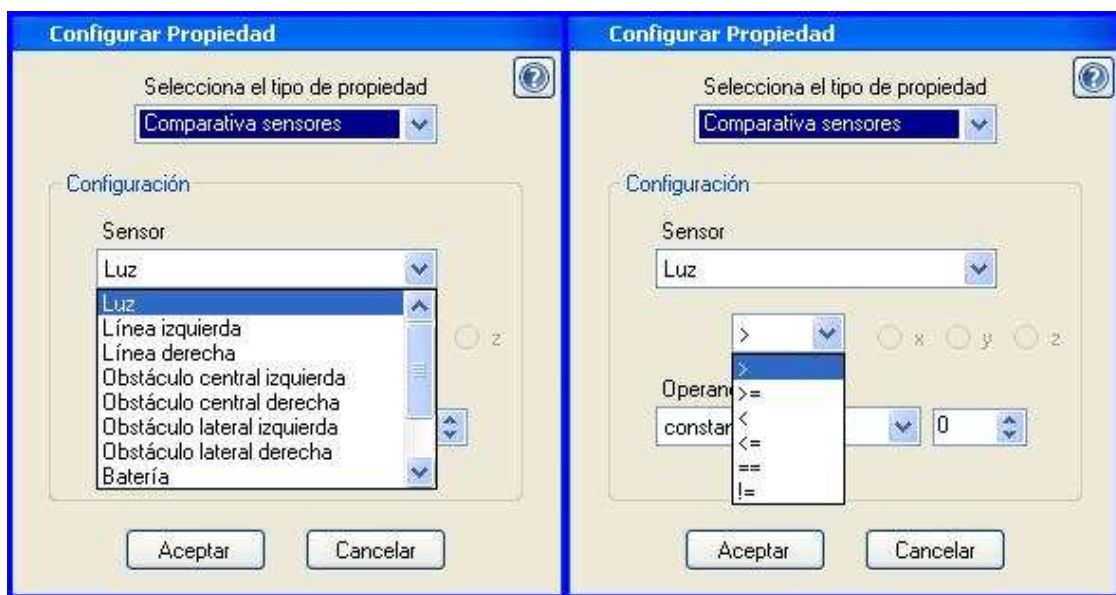 Configurar Propiedad
Selecciona el tipo de propiedad
Comparativa sensores
Configuración
Sensor
Luz
Luz
Línea izquierda
Línea derecha
z
Obstáculo central izquierda
Obstáculo central derecha
Obstáculo lateral izquierda
Obstáculo lateral derecha
Batería
Aceptar Cancelar
Configurar Propiedad
Selecciona el tipo de propiedad
Comparativa sensores
Configuración
Sensor
Luz
> x y z
>
>=
<
<=
==
!=
Operan
constan 0
Aceptar Cancelar